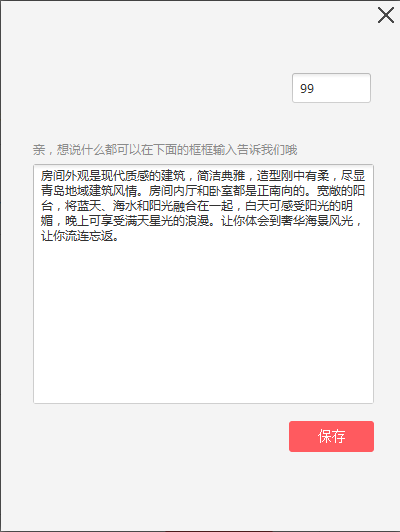 99
亲，想说什么都可以在下面的框框输入告诉我们哦
房间外观是现代质感的建筑，简洁典雅，造型刚中有柔，尽显
青岛地域建筑风情。房间内厅和卧室都是正南向的。宽敞的阳
台，将蓝天、海水和阳光融合在一起，白天可感受阳光的明
媚，晚上可享受满天星光的浪漫。让你体会到奢华海景风光，
让你流连忘返。
保存